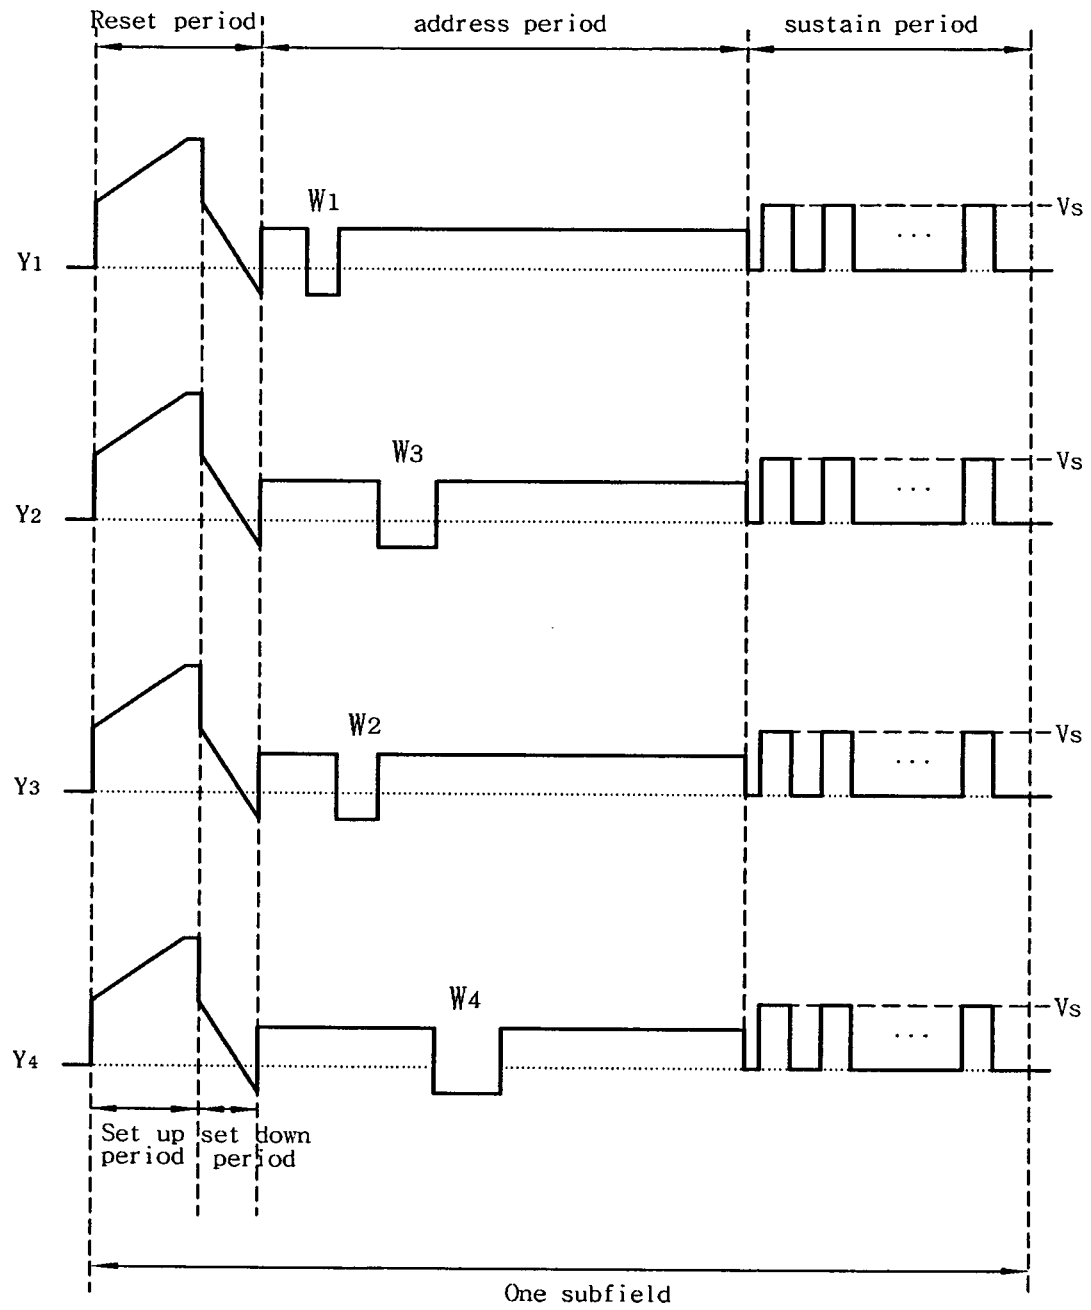 Reset period
address period
sustain period
W1
Vs
Y1
...
W3
Vs
Y2
...
W2
Vs
Y3
...
W4
Vs
Y4
...
Set up
period
set down
period
One subfield